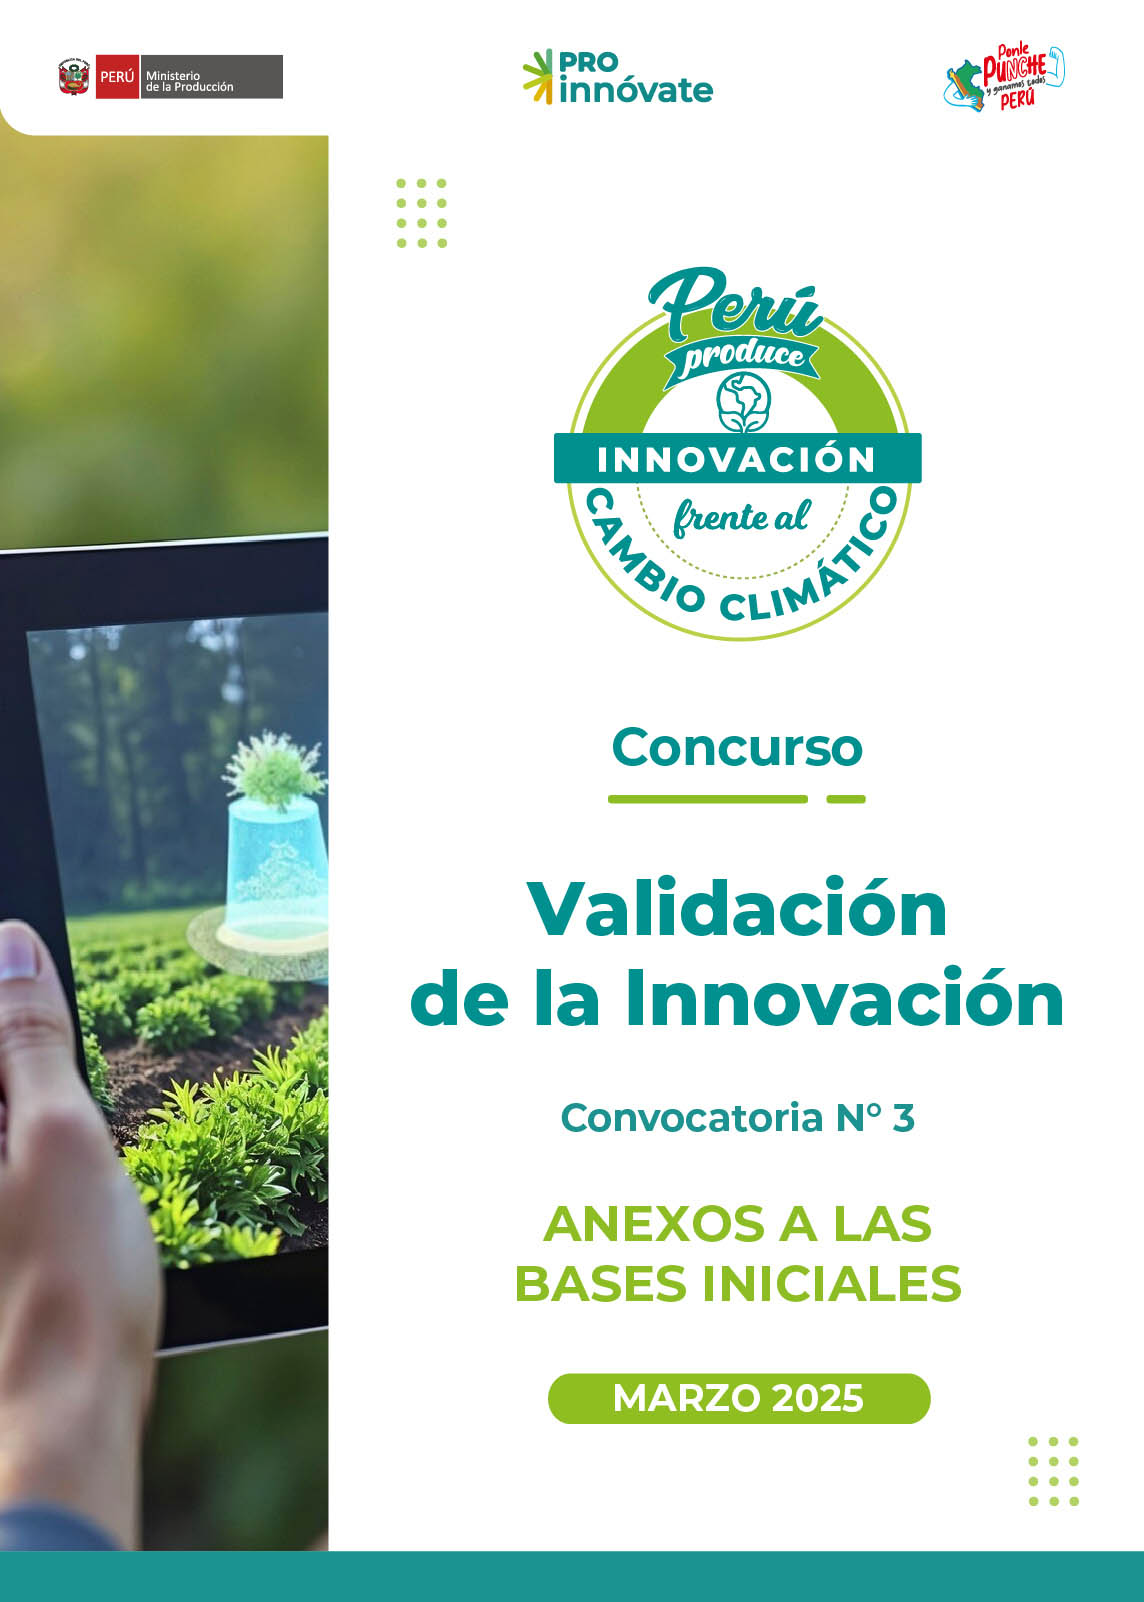 PERÚ
Ministerio
de la Producción
PRO
innóvate
Ponle
PUNCHE
y ganamos todos
PERÚ
Perú
produce
INNOVACIÓN
frente al
CAMBIO CLIMÁTICO
Concurso
Validación
de la Innovación
Convocatoria N° 3
ANEXOS A LAS
BASES INICIALES
MARZO 2025